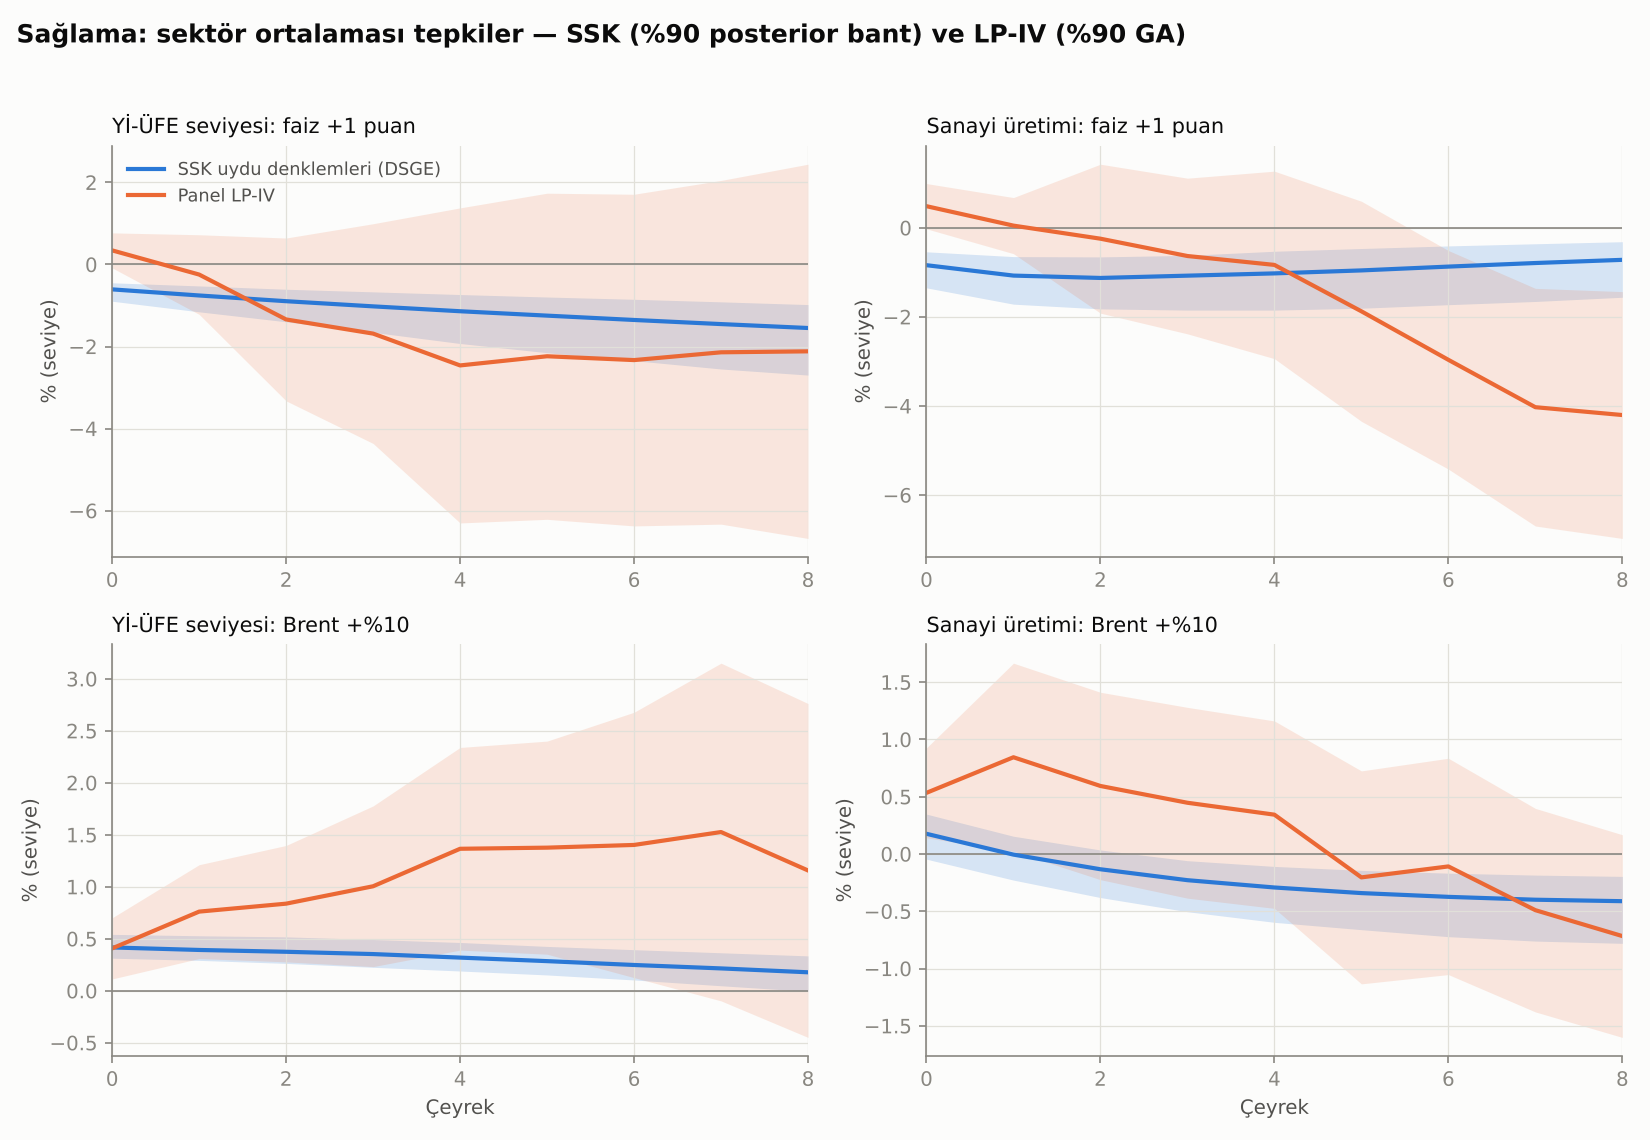 Sağlama: sektör ortalaması tepkiler — SSK (%90 posterior bant) ve LP-IV (%90 GA)
Yİ-ÜFE seviyesi: faiz +1 puan
SSK uydu denklemleri (DSGE)
Panel LP-IV
% (seviye)
2
0
−2
−4
−6
0 2 4 6 8
Sanayi üretimi: faiz +1 puan
% (seviye)
0
−2
−4
−6
0 2 4 6 8
Yİ-ÜFE seviyesi: Brent +%10
% (seviye)
3.0
2.5
2.0
1.5
1.0
0.5
0.0
−0.5
0 2 4 6 8
Çeyrek
Sanayi üretimi: Brent +%10
% (seviye)
1.5
1.0
0.5
0.0
−0.5
−1.0
−1.5
0 2 4 6 8
Çeyrek